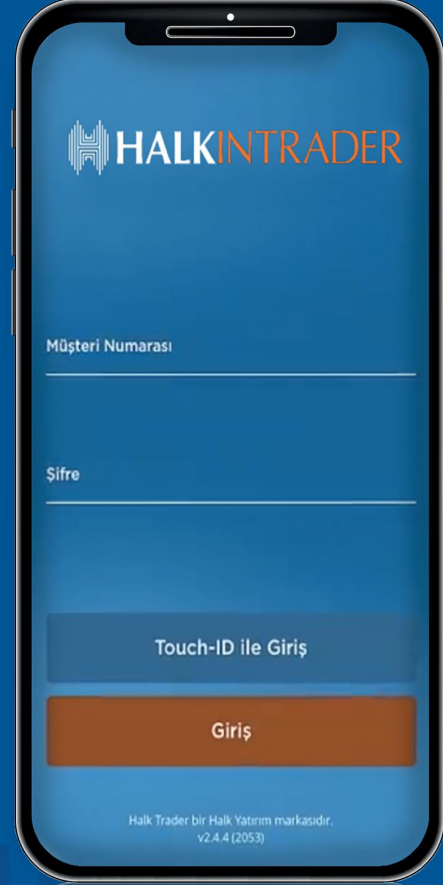 HALKINTRADER
Müşteri Numarası
Şifre
Touch-ID ile Giriş
Giriş
Halk Trader bir Halk Yatırım markasıdır.
v2.4.4 (2053)